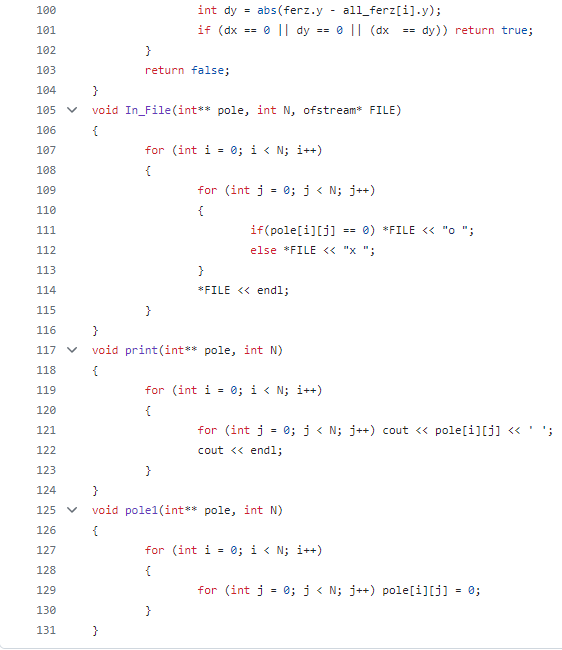 100 int dy = abs(ferz.y - all_ferz[i].y);
101 if (dx == 0 || dy == 0 || (dx  == dy)) return true;
102 }
103 return false;
104 }
105 void In_File(int** pole, int N, ofstream* FILE)
106 {
107 for (int i = 0; i < N; i++)
108 {
109 for (int j = 0; j < N; j++)
110 {
111 if(pole[i][j] == 0) *FILE << "o ";
112 else *FILE << "x ";
113 }
114 *FILE << endl;
115 }
116 }
117 void print(int** pole, int N)
118 {
119 for (int i = 0; i < N; i++)
120 {
121 for (int j = 0; j < N; j++) cout << pole[i][j] << ' ';
122 cout << endl;
123 }
124 }
125 void pole1(int** pole, int N)
126 {
127 for (int i = 0; i < N; i++)
128 {
129 for (int j = 0; j < N; j++) pole[i][j] = 0;
130 }
131 }